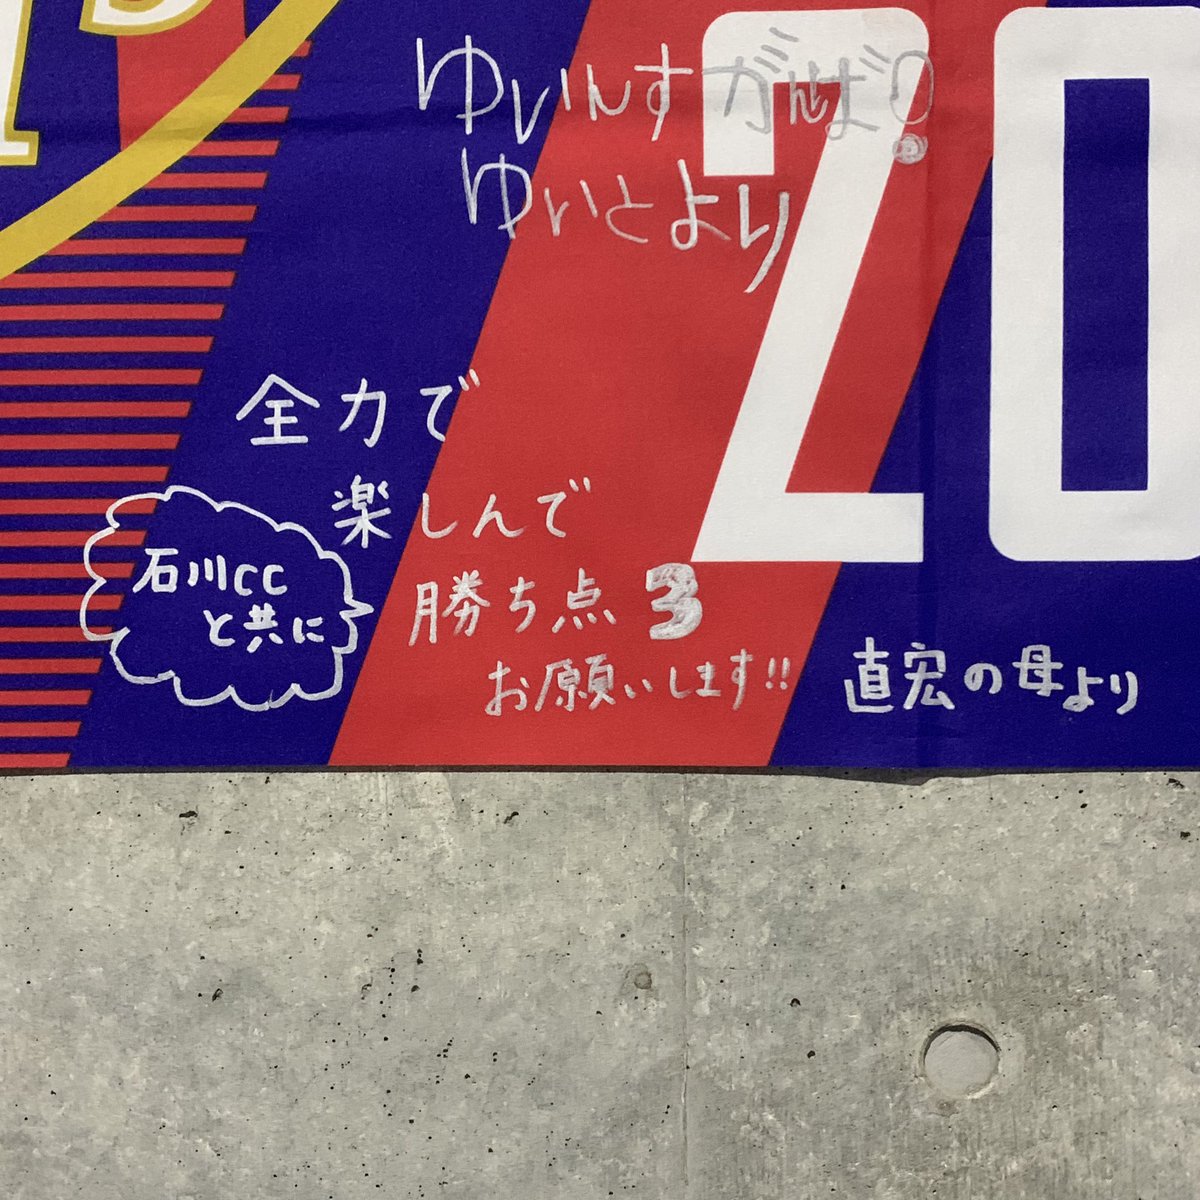 ゆいんす がんば!
ゆいとより
20
全力で
楽しんで
石川CC
と共に
勝ち点3
お願いします!!
直宏の母より